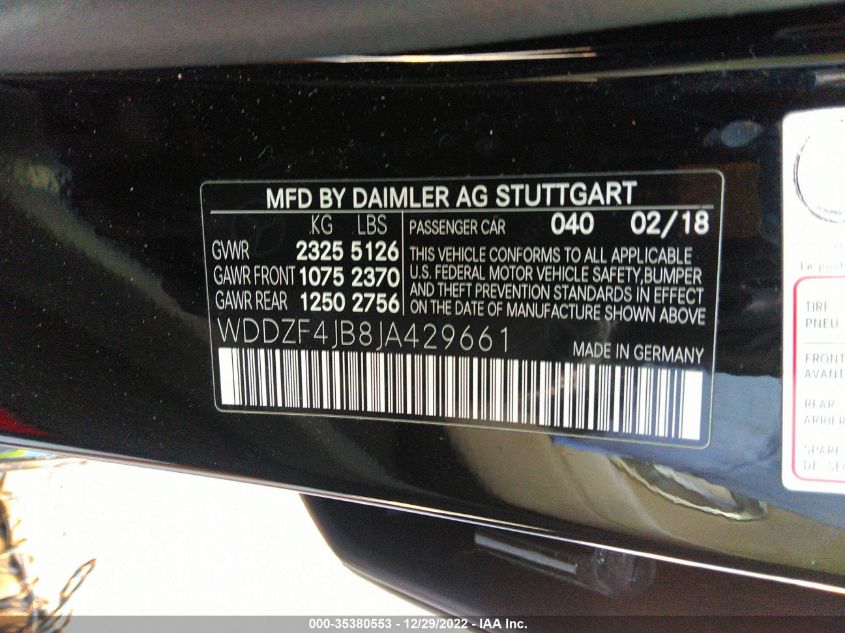 MFD BY DAIMLER AG STUTTGART
KG LBS
GVWR 2325 5126
GAWR FRONT 1075 2370
GAWR REAR 1250 2756
PASSENGER CAR 040 02/18
THIS VEHICLE CONFORMS TO ALL APPLICABLE
U.S. FEDERAL MOTOR VEHICLE SAFETY,BUMPER
AND THEFT PREVENTION STANDARDS IN EFFECT
ON THE DATE OF MANUFACTURE SHOWN ABOVE.
WDDZF4JB8JA429661
MADE IN GERMANY
TIRE
PNEU
FRONT
AVANT
REAR
ARRIÈRE
SPARE
000-35380553 - 12/29/2022 - IAA Inc.